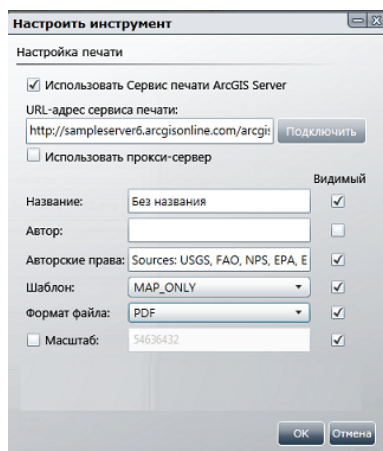 Настроить инструмент
Настройка печати
Использовать Сервис печати ArcGIS Server
URL-адрес сервиса печати:
http://sampleserver6.arcgisonline.com/arcgis Подключить
Использовать прокси-сервер
Видимый
Название: Без названия
Автор:
Авторские права: Sources: USGS, FAO, NPS, EPA, E
Шаблон: MAP_ONLY
Формат файла: PDF
Масштаб: 54636432
OK Отмена